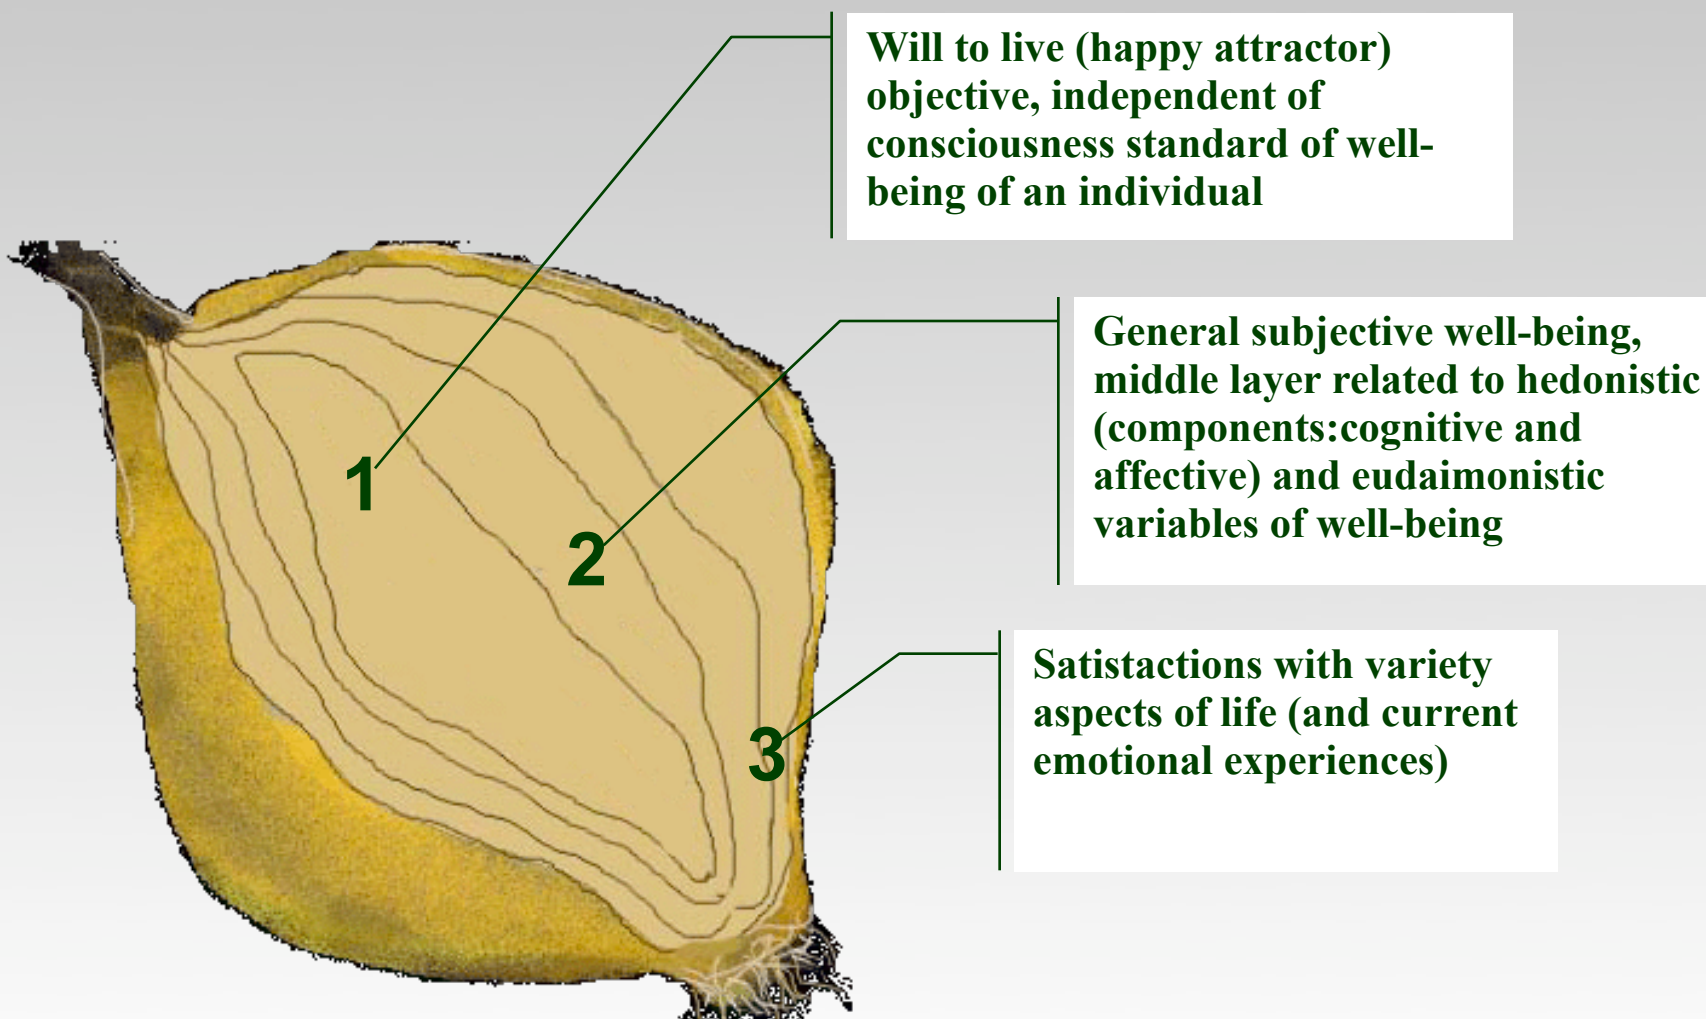 Will to live (happy attractor)
objective, independent of
consciousness standard of well-
being of an individual
General subjective well-being,
middle layer related to hedonistic
(components:cognitive and
affective) and eudaimonistic
variables of well-being
1
2
3
Satistactions with variety
aspects of life (and current
emotional experiences)